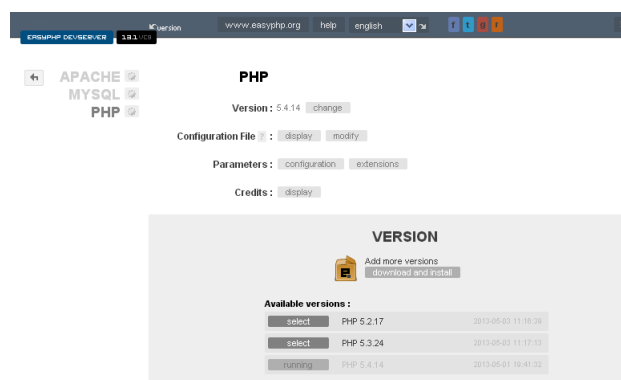 version www.easyphp.org help english f t g r
EASYPHP DEVSERVER 13.1 VC9
APACHE
MYSQL
PHP
PHP
Version : 5.4.14 change
Configuration File ? : display modify
Parameters : configuration extensions
Credits : display
VERSION
Add more versions
download and install
Available versions :
select PHP 5.2.17 2013-05-03 11:16:39
select PHP 5.3.24 2013-05-03 11:17:13
running PHP 5.4.14 2013-05-01 19:41:32